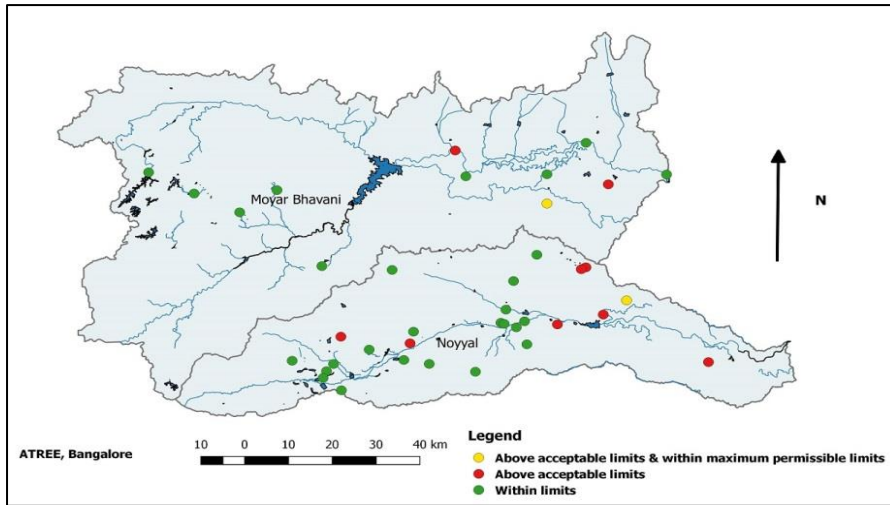 Moyar Bhavani
N
Noyyal
ATREE, Bangalore
10 0 10 20 30 40 km
Legend
Above acceptable limits & within maximum permissible limits
Above acceptable limits
Within limits